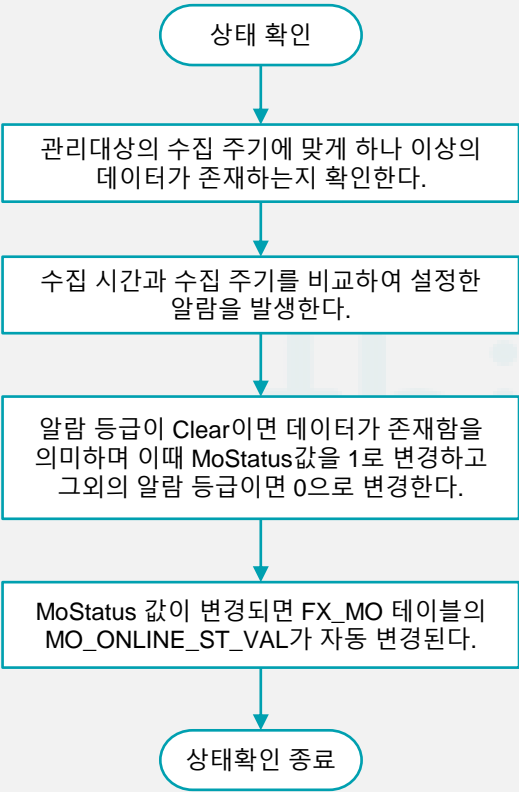 상태 확인
관리대상의 수집 주기에 맞게 하나 이상의
데이터가 존재하는지 확인한다.
수집 시간과 수집 주기를 비교하여 설정한
알람을 발생한다.
알람 등급이 Clear이면 데이터가 존재함을
의미하며 이때 MoStatus값을 1로 변경하고
그외의 알람 등급이면 0으로 변경한다.
MoStatus 값이 변경되면 FX_MO 테이블의
MO_ONLINE_ST_VAL가 자동 변경된다.
상태확인 종료